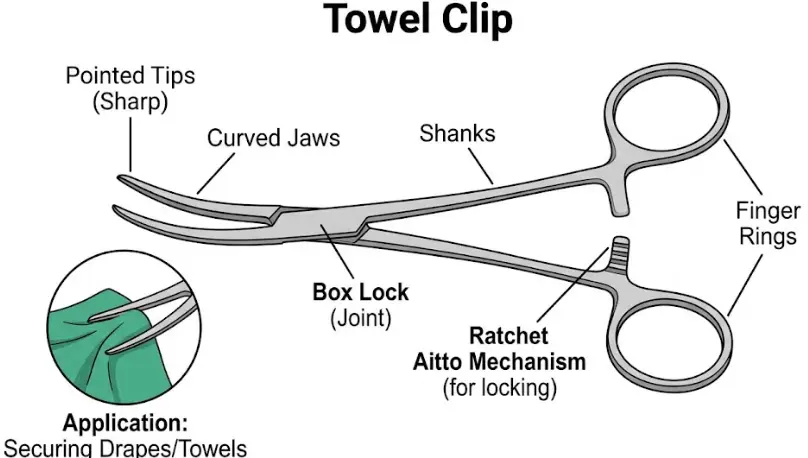 Towel Clip
Pointed Tips
(Sharp)
Curved Jaws
Shanks
Finger
Rings
Box Lock
(Joint)
Ratchet
Aitto Mechanism
(for locking)
Application:
Securing Drapes/Towels